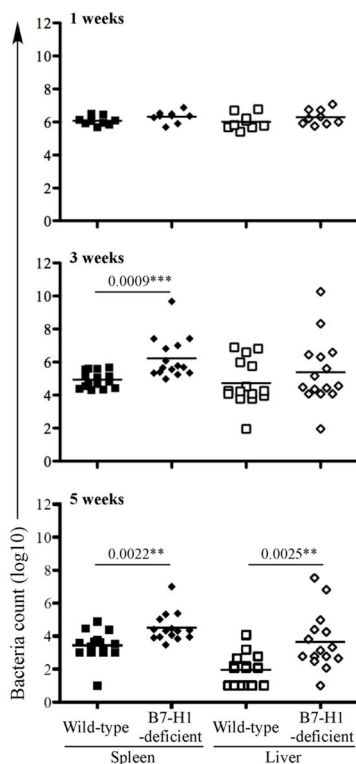 1 weeks
12
10
8
6
4
2
0
3 weeks
0.0009***
12
10
8
6
4
2
0
5 weeks
0.0022**
0.0025**
12
10
8
6
4
2
0
Bacteria count (log10)
Wild-type
B7-H1
-deficient
Wild-type
B7-H1
-deficient
Spleen
Liver